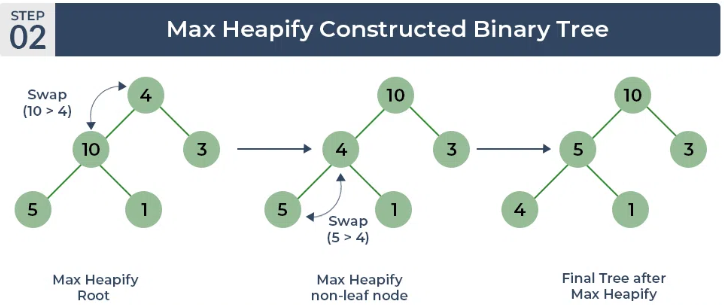 STEP
02
Max Heapify Constructed Binary Tree
Swap
(10 > 4)
4
10
3
5
1
10
4
3
5
1
Swap
(5 > 4)
10
5
3
4
1
Max Heapify
Root
Max Heapify
non-leaf node
Final Tree after
Max Heapify